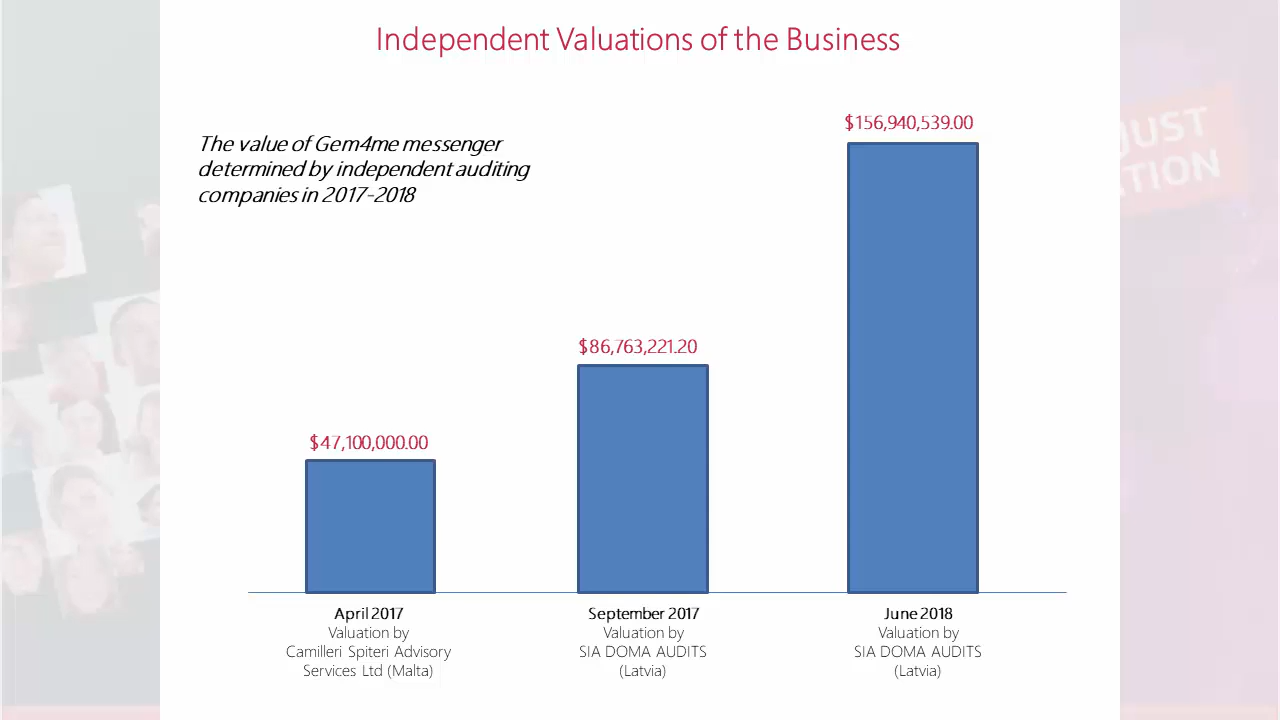 Independent Valuations of the Business
The value of Gem4me messenger
determined by independent auditing
companies in 2017-2018
$156,940,539.00
$86,763,221.20
$47,100,000.00
April 2017
Valuation by
Camilleri Spiteri Advisory
Services Ltd (Malta)
September 2017
Valuation by
SIA DOMA AUDITS
(Latvia)
June 2018
Valuation by
SIA DOMA AUDITS
(Latvia)
JUST